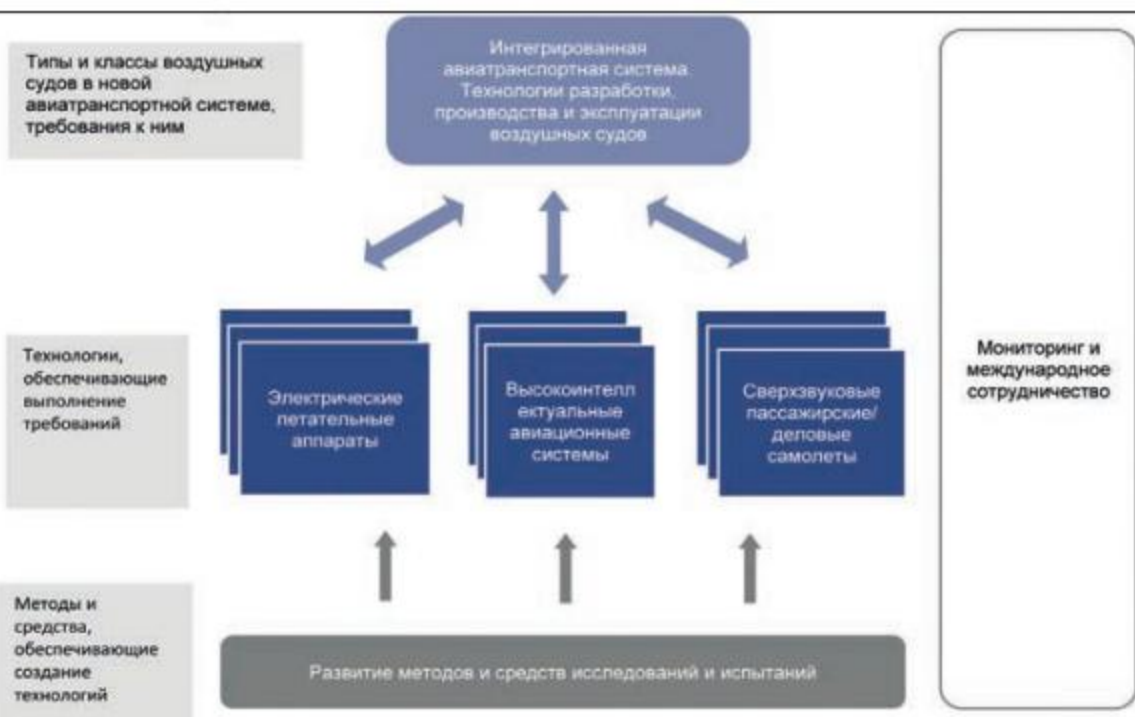 Типы и классы воздушных
судов в новой
авиатранспортной системе,
требования к ним
Интегрированная
авиатранспортная система.
Технологии разработки,
производства и эксплуатации
воздушных судов
Технологии,
обеспечивающие
выполнение
требований
Электрические
летательные
аппараты
Высокоинтелл
ектуальные
авиационные
системы
Сверхзвуковые
пассажирские/
деловые
самолеты
Мониторинг и
международное
сотрудничество
Методы и
средства,
обеспечивающие
создание
технологий
Развитие методов и средств исследований и испытаний